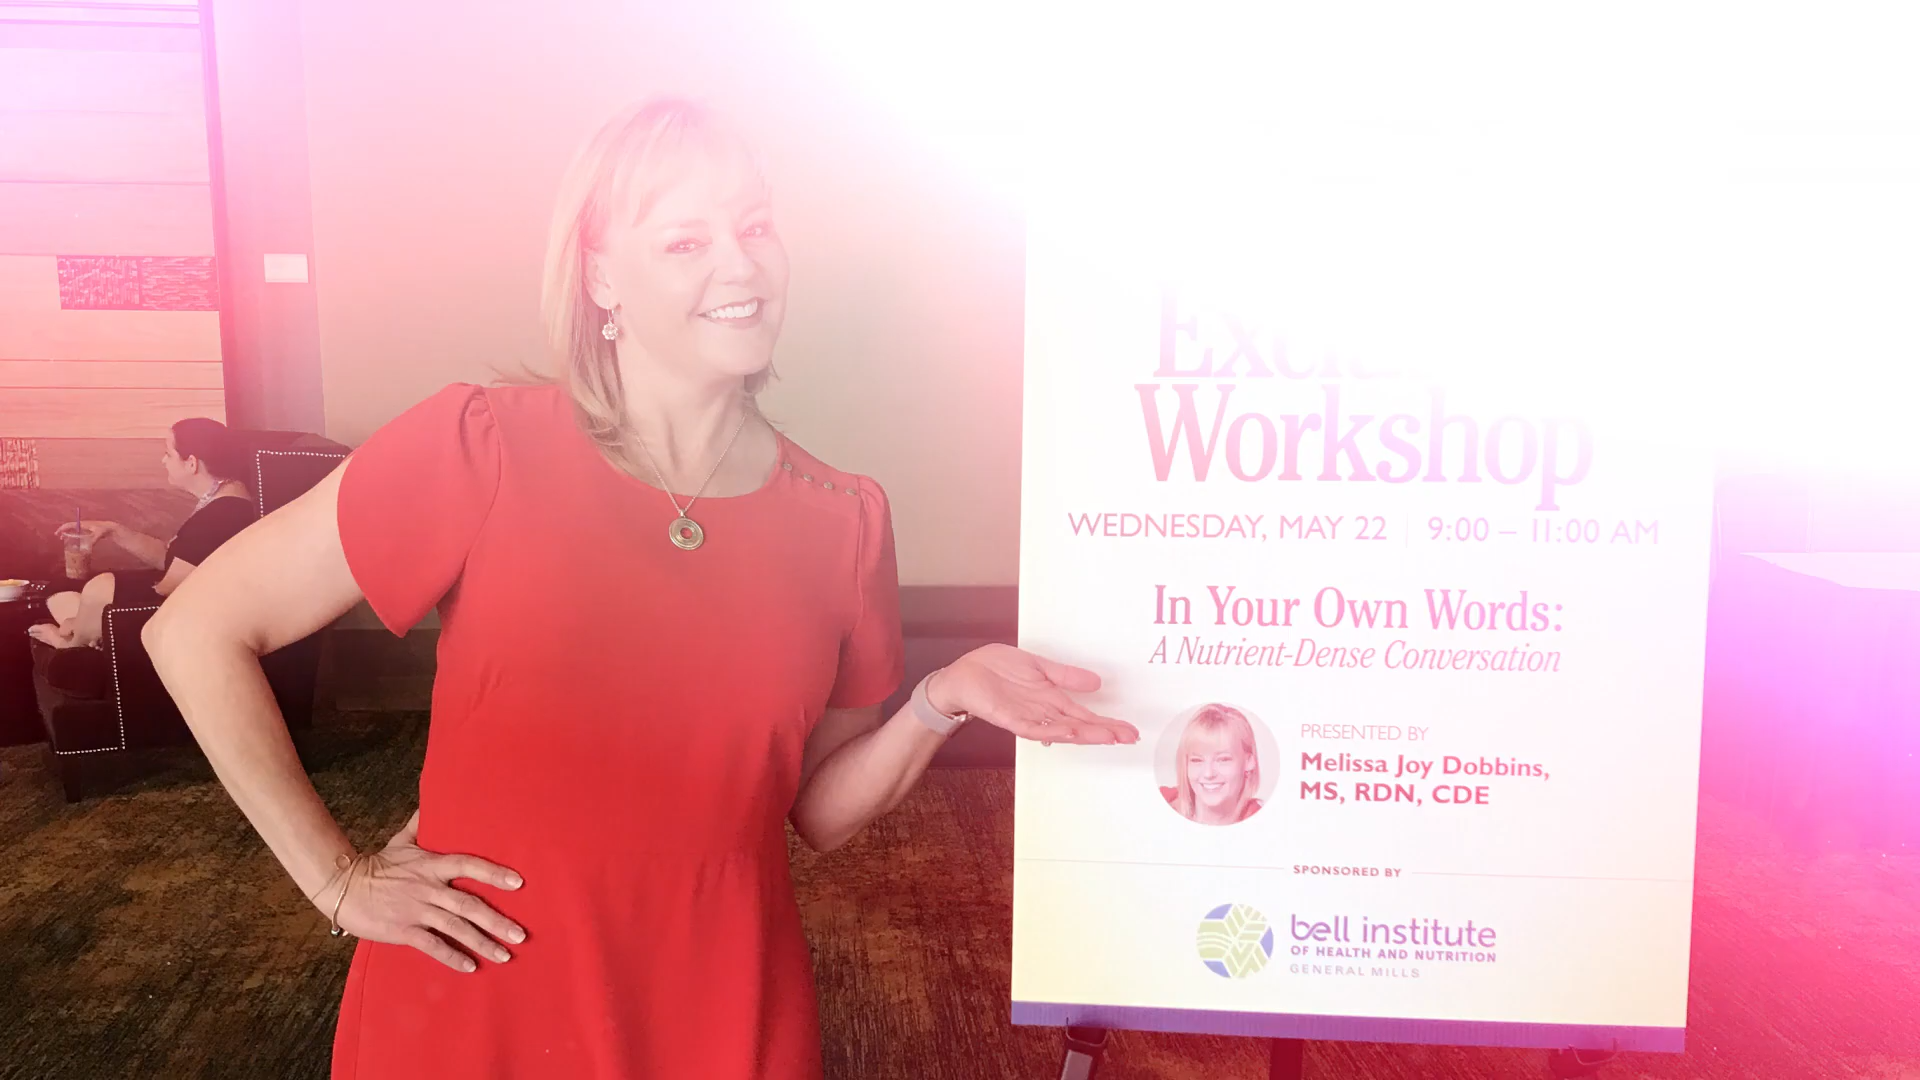 Workshop
WEDNESDAY, MAY 22 | 9:00 – 11:00 AM
In Your Own Words:
A Nutrient-Dense Conversation
PRESENTED BY
Melissa Joy Dobbins,
MS, RDN, CDE
SPONSORED BY
bell institute
OF HEALTH AND NUTRITION
GENERAL MILLS